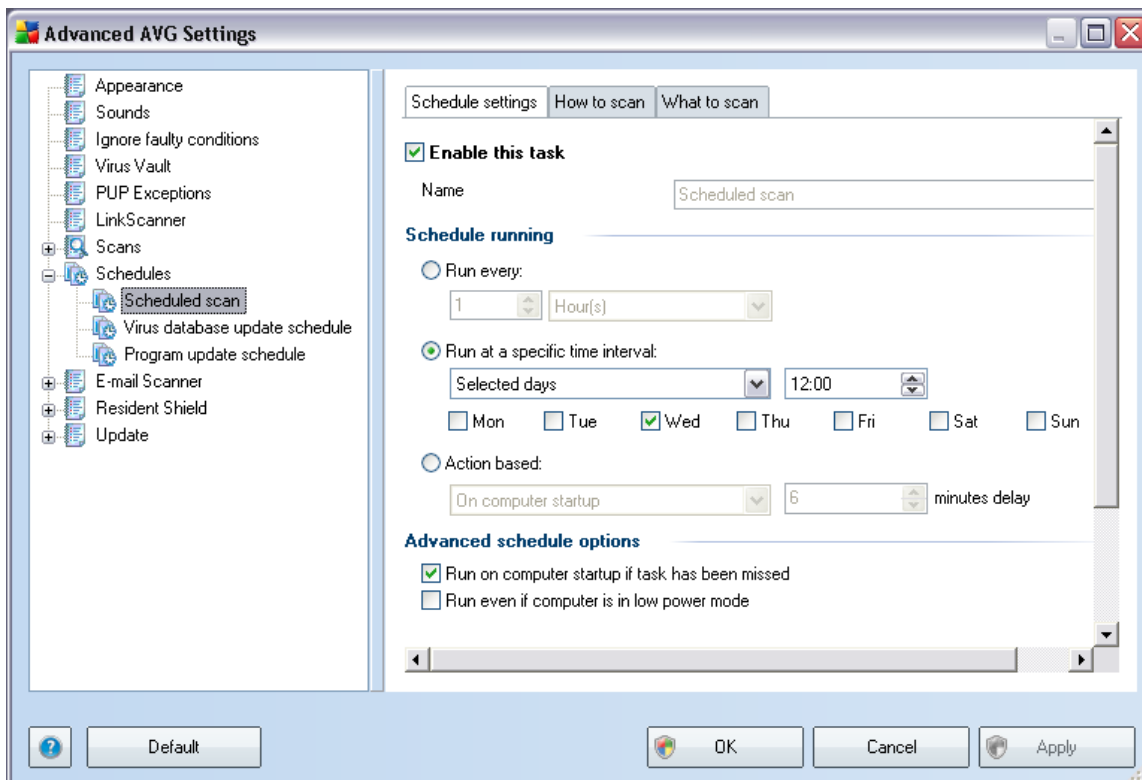 Advanced AVG Settings
Appearance
Sounds
Ignore faulty conditions
Virus Vault
PUP Exceptions
LinkScanner
Scans
Schedules
Scheduled scan
Virus database update schedule
Program update schedule
E-mail Scanner
Resident Shield
Update
Schedule settings How to scan What to scan
Enable this task
Name Scheduled scan
Schedule running
Run every:
1 Hour(s)
Run at a specific time interval:
Selected days 12:00
Mon Tue Wed Thu Fri Sat Sun
Action based:
On computer startup 6 minutes delay
Advanced schedule options
Run on computer startup if task has been missed
Run even if computer is in low power mode
? Default OK Cancel Apply